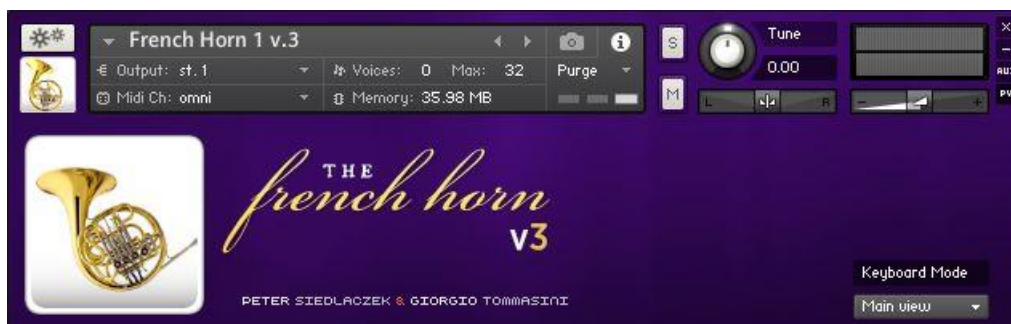 French Horn 1 v.3
Output: st.1 Voices: 0 Max: 32 Purge
Midi Ch: omni Memory: 35.98 MB
S
M
Tune
0.00
L R
- +
×
-
AUX
PV
THE
french horn
v3
PETER SIEDLACZEK & GIORGIO TOMMASINI
Keyboard Mode
Main view